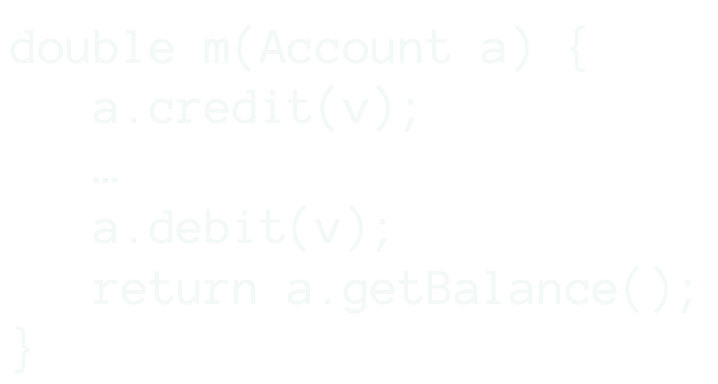 double m(Account a) {
a.credit(v);
…
a.debit(v);
return a.getBalance();
}